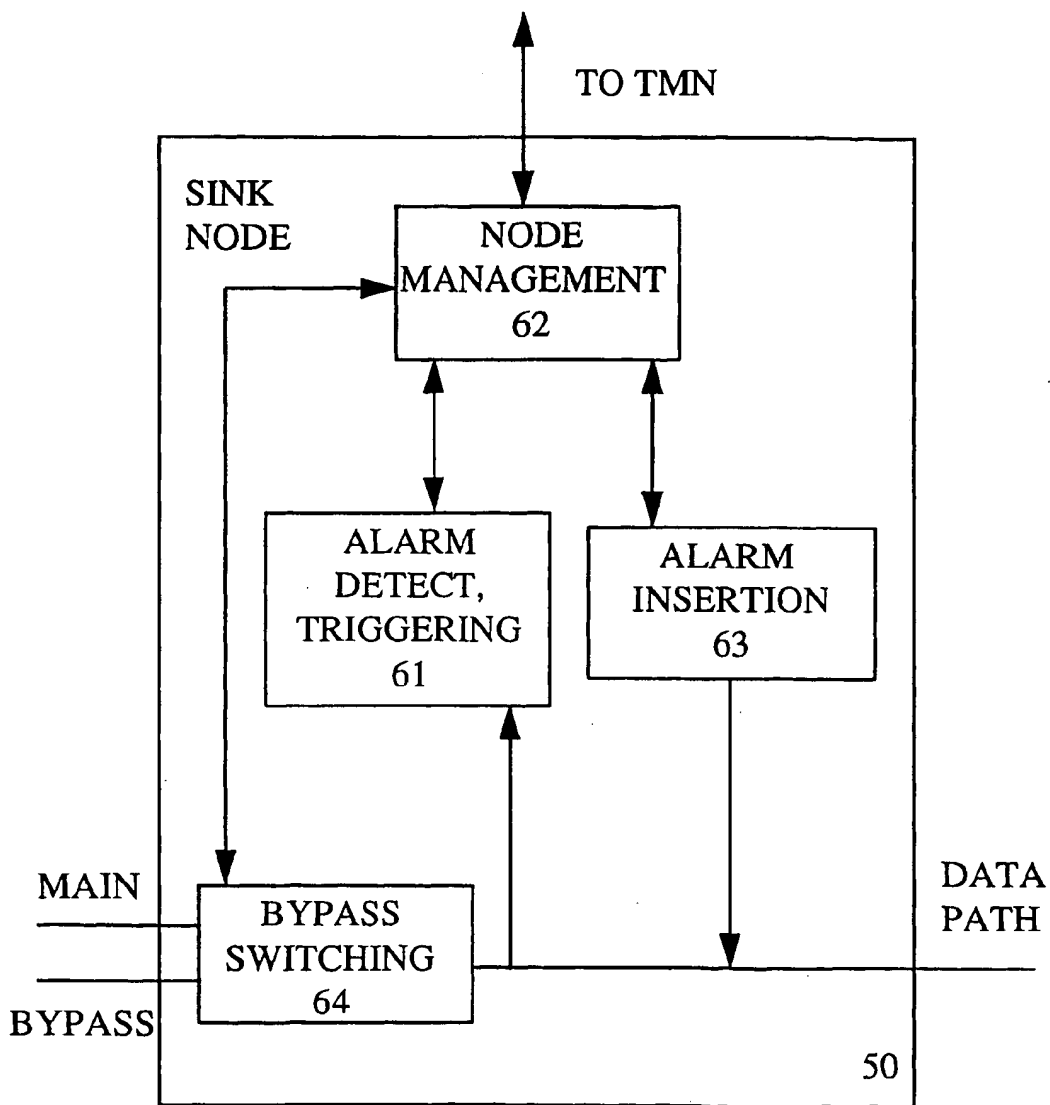 TO TMN
SINK
NODE
NODE
MANAGEMENT
62
ALARM
DETECT,
TRIGGERING
61
ALARM
INSERTION
63
MAIN
BYPASS
BYPASS
SWITCHING
64
DATA
PATH
50